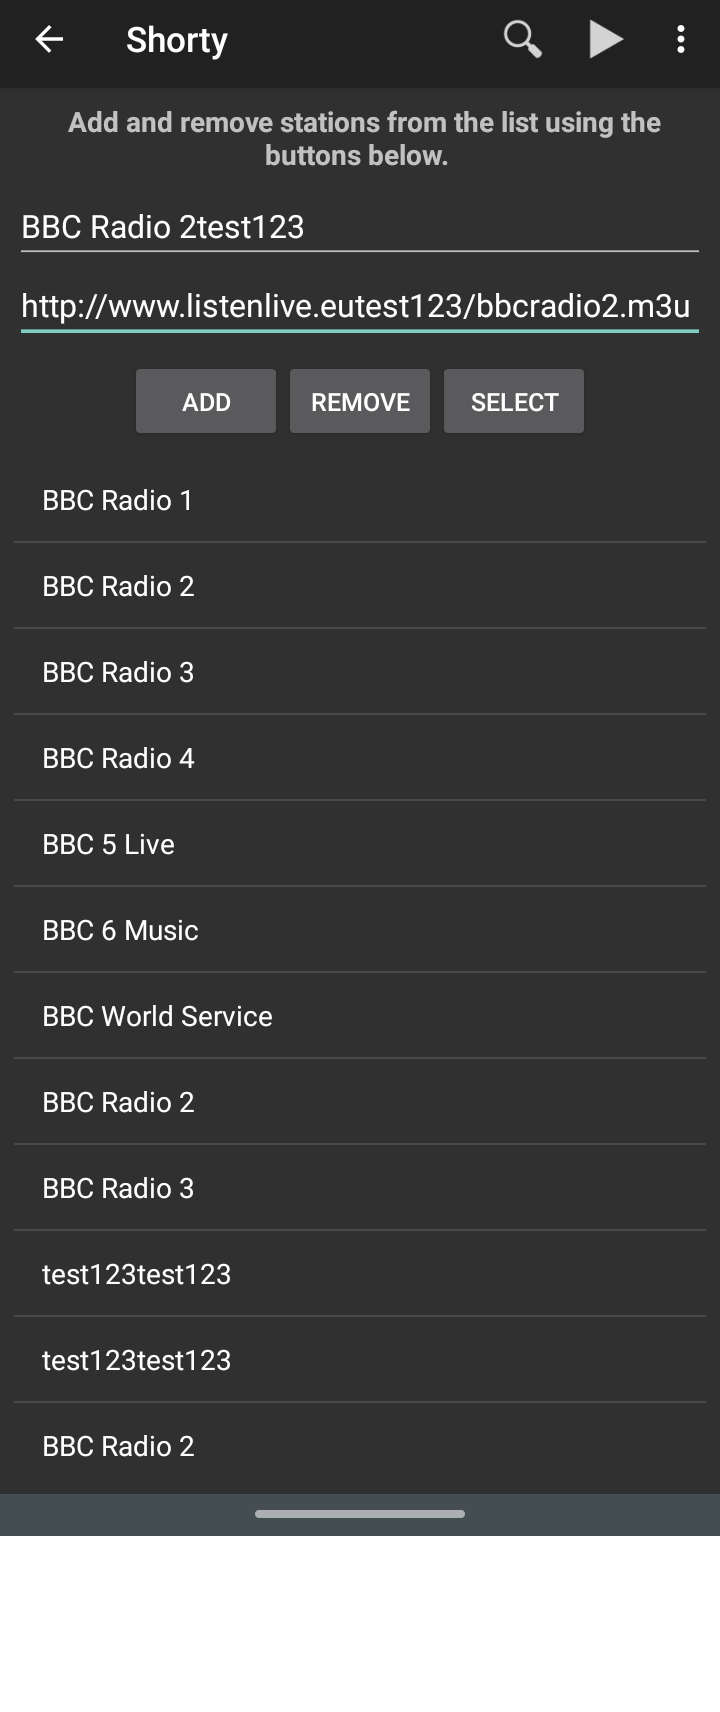 Shorty
Add and remove stations from the list using the
buttons below.
BBC Radio 2test123
http://www.listenlive.eutest123/bbcradio2.m3u
ADD REMOVE SELECT
BBC Radio 1
BBC Radio 2
BBC Radio 3
BBC Radio 4
BBC 5 Live
BBC 6 Music
BBC World Service
BBC Radio 2
BBC Radio 3
test123test123
test123test123
BBC Radio 2